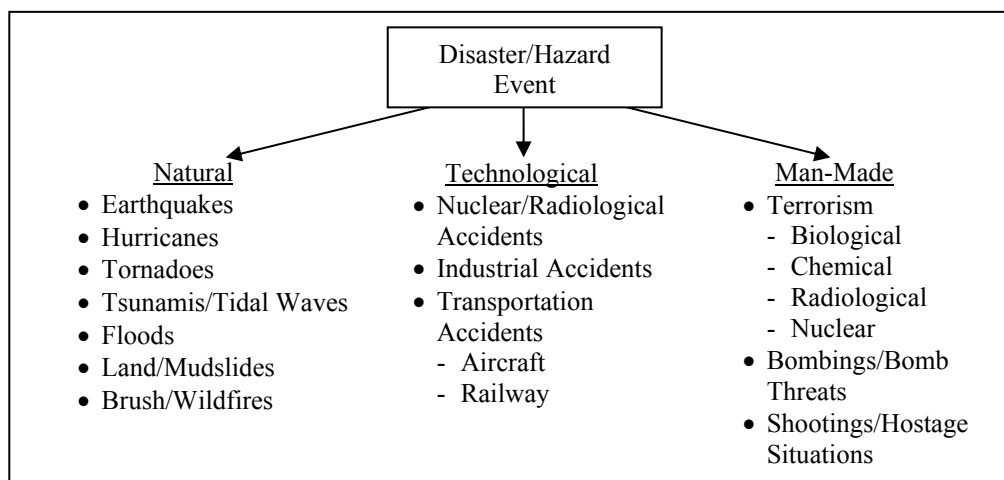 Disaster/Hazard
Event
Natural
• Earthquakes
• Hurricanes
• Tornadoes
• Tsunamis/Tidal Waves
• Floods
• Land/Mudslides
• Brush/Wildfires
Technological
• Nuclear/Radiological
Accidents
• Industrial Accidents
• Transportation
Accidents
- Aircraft
- Railway
Man-Made
• Terrorism
- Biological
- Chemical
- Radiological
- Nuclear
• Bombings/Bomb
Threats
• Shootings/Hostage
Situations